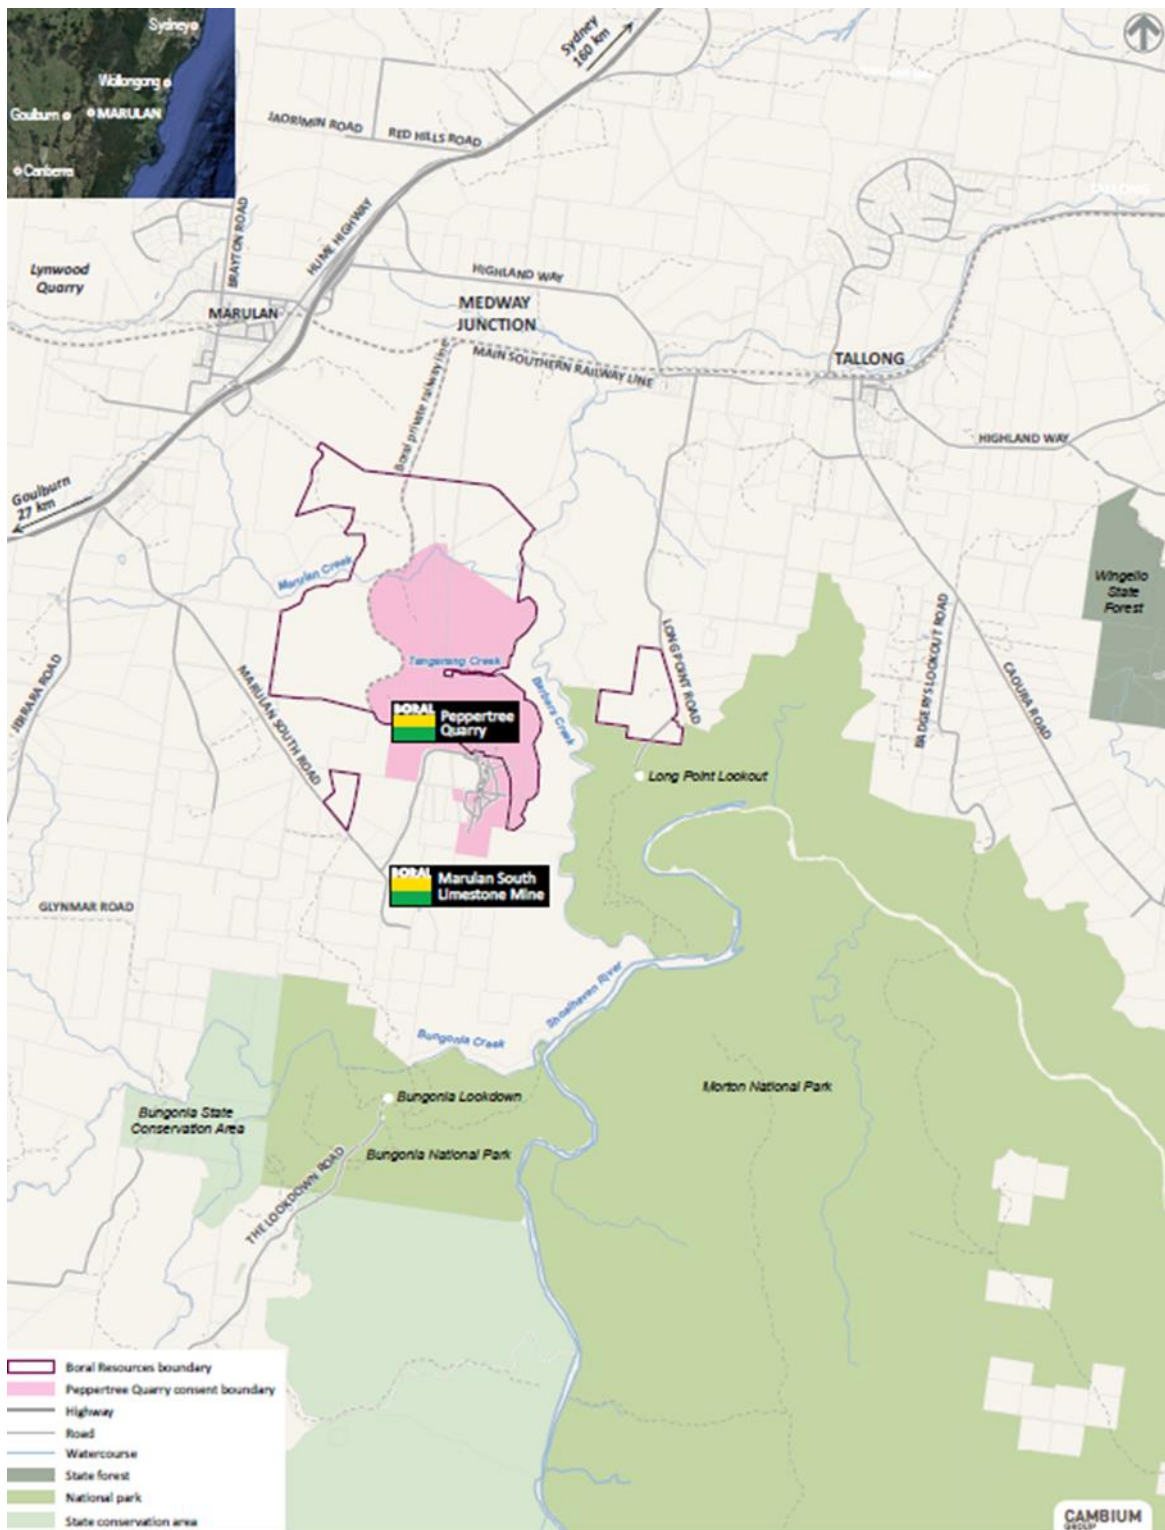 Sydney
Wollongong
Goulburn
MARULAN
Canberra
Sydney
160 km
JAORIMIN ROAD
RED HILLS ROAD
BRAYTON ROAD
HUME HIGHWAY
Lynwood
Quarry
MARULAN
HIGHLAND WAY
MEDWAY
JUNCTION
MAIN SOUTHERN RAILWAY LINE
TALLONG
TALLONG
Boral private railway line
HIGHLAND WAY
Goulburn
27 km
Marulan Creek
Wingello
State
Forest
Tangarang Creek
Barbers Creek
LONG POINT ROAD
BADGERYS LOOKOUT ROAD
CAOURA ROAD
JERRARA ROAD
MARULAN SOUTH ROAD
BORAL
Peppertree
Quarry
Long Point Lookout
BORAL
Marulan South
Limestone Mine
GLYNMAR ROAD
Shoalhaven River
Bungonia Creek
Morton National Park
Bungonia Lookdown
Bungonia State
Conservation Area
Bungonia National Park
THE LOOKDOWN ROAD
Boral Resources boundary
Peppertree Quarry consent boundary
Highway
Road
Watercourse
State forest
National park
State conservation area
CAMBIUM
GROUP